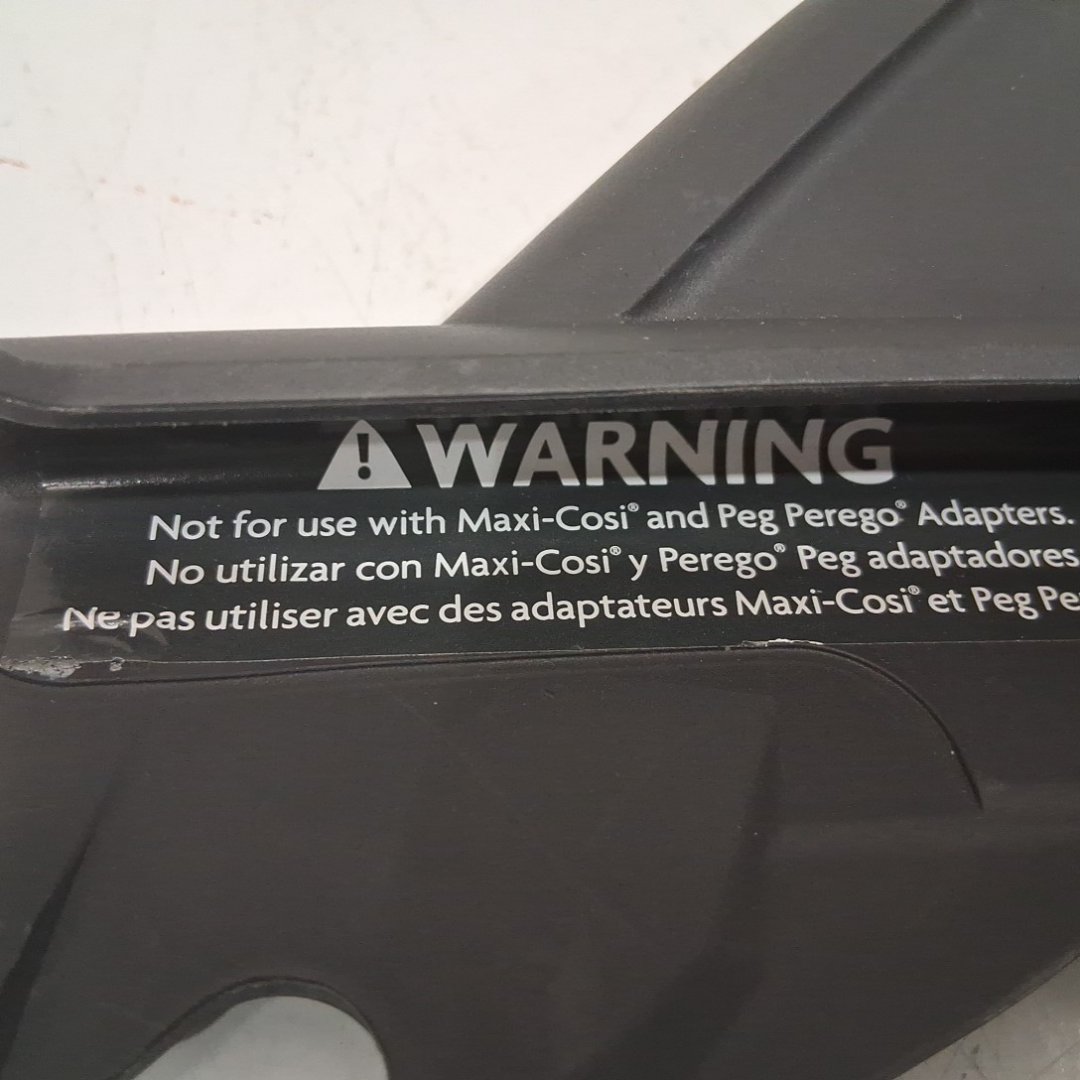 WARNING
Not for use with Maxi-Cosi® and Peg Perego® Adapters.
No utilizar con Maxi-Cosi® y Perego® Peg adaptadores
Ne pas utiliser avec des adaptateurs Maxi-Cosi® et Peg Pe